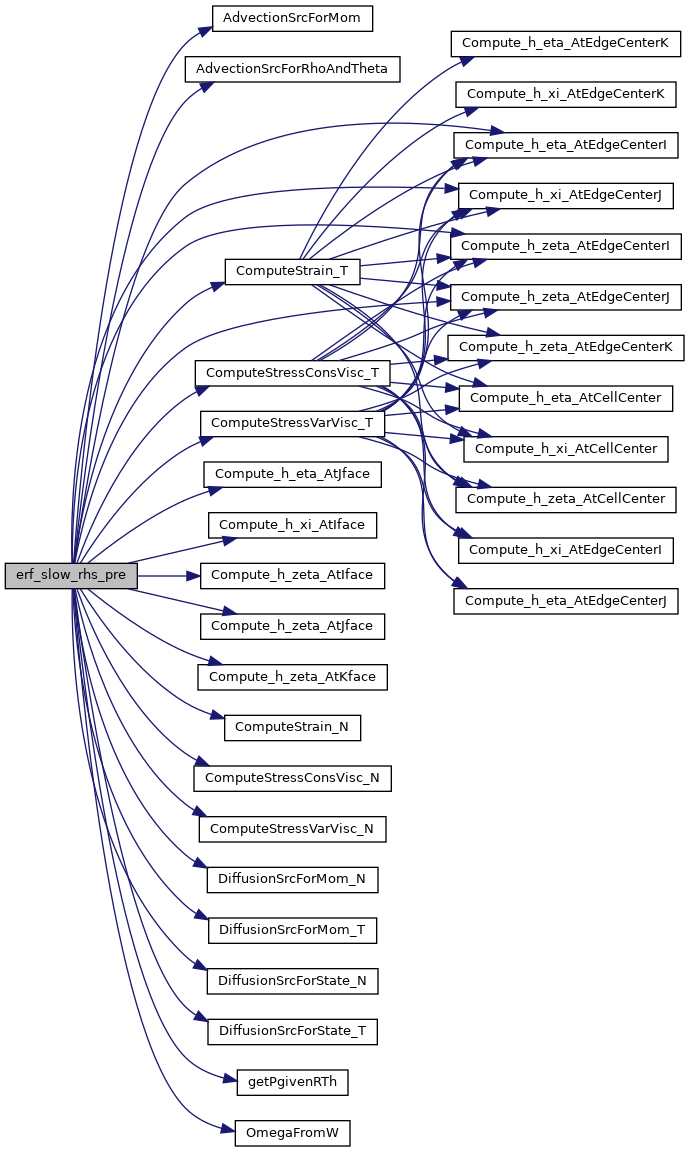 AdvectionSrcForMom
AdvectionSrcForRhoAndTheta
Compute_h_eta_AtEdgeCenterK
Compute_h_xi_AtEdgeCenterK
Compute_h_eta_AtEdgeCenterI
Compute_h_xi_AtEdgeCenterJ
Compute_h_zeta_AtEdgeCenterI
ComputeStrain_T
Compute_h_zeta_AtEdgeCenterJ
Compute_h_zeta_AtEdgeCenterK
ComputeStressConsVisc_T
Compute_h_eta_AtCellCenter
ComputeStressVarVisc_T
Compute_h_xi_AtCellCenter
Compute_h_eta_AtJface
Compute_h_zeta_AtCellCenter
Compute_h_xi_AtIface
Compute_h_xi_AtEdgeCenterI
erf_slow_rhs_pre
Compute_h_zeta_AtIface
Compute_h_eta_AtEdgeCenterJ
Compute_h_zeta_AtJface
Compute_h_zeta_AtKface
ComputeStrain_N
ComputeStressConsVisc_N
ComputeStressVarVisc_N
DiffusionSrcForMom_N
DiffusionSrcForMom_T
DiffusionSrcForState_N
DiffusionSrcForState_T
getPgivenRTh
OmegaFromW